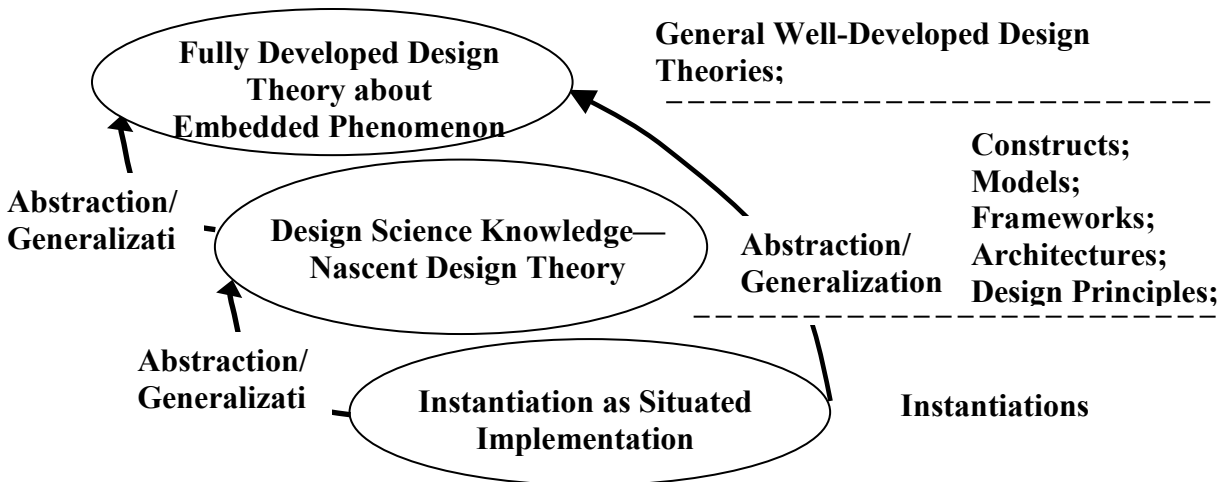 Fully Developed Design
Theory about
Embedded Phenomenon
General Well-Developed Design
Theories;
Constructs;
Models;
Frameworks;
Architectures;
Design Principles;
Abstraction/
Generalizati
Design Science Knowledge—
Nascent Design Theory
Abstraction/
Generalization
Abstraction/
Generalizati
Instantiation as Situated
Implementation
Instantiations